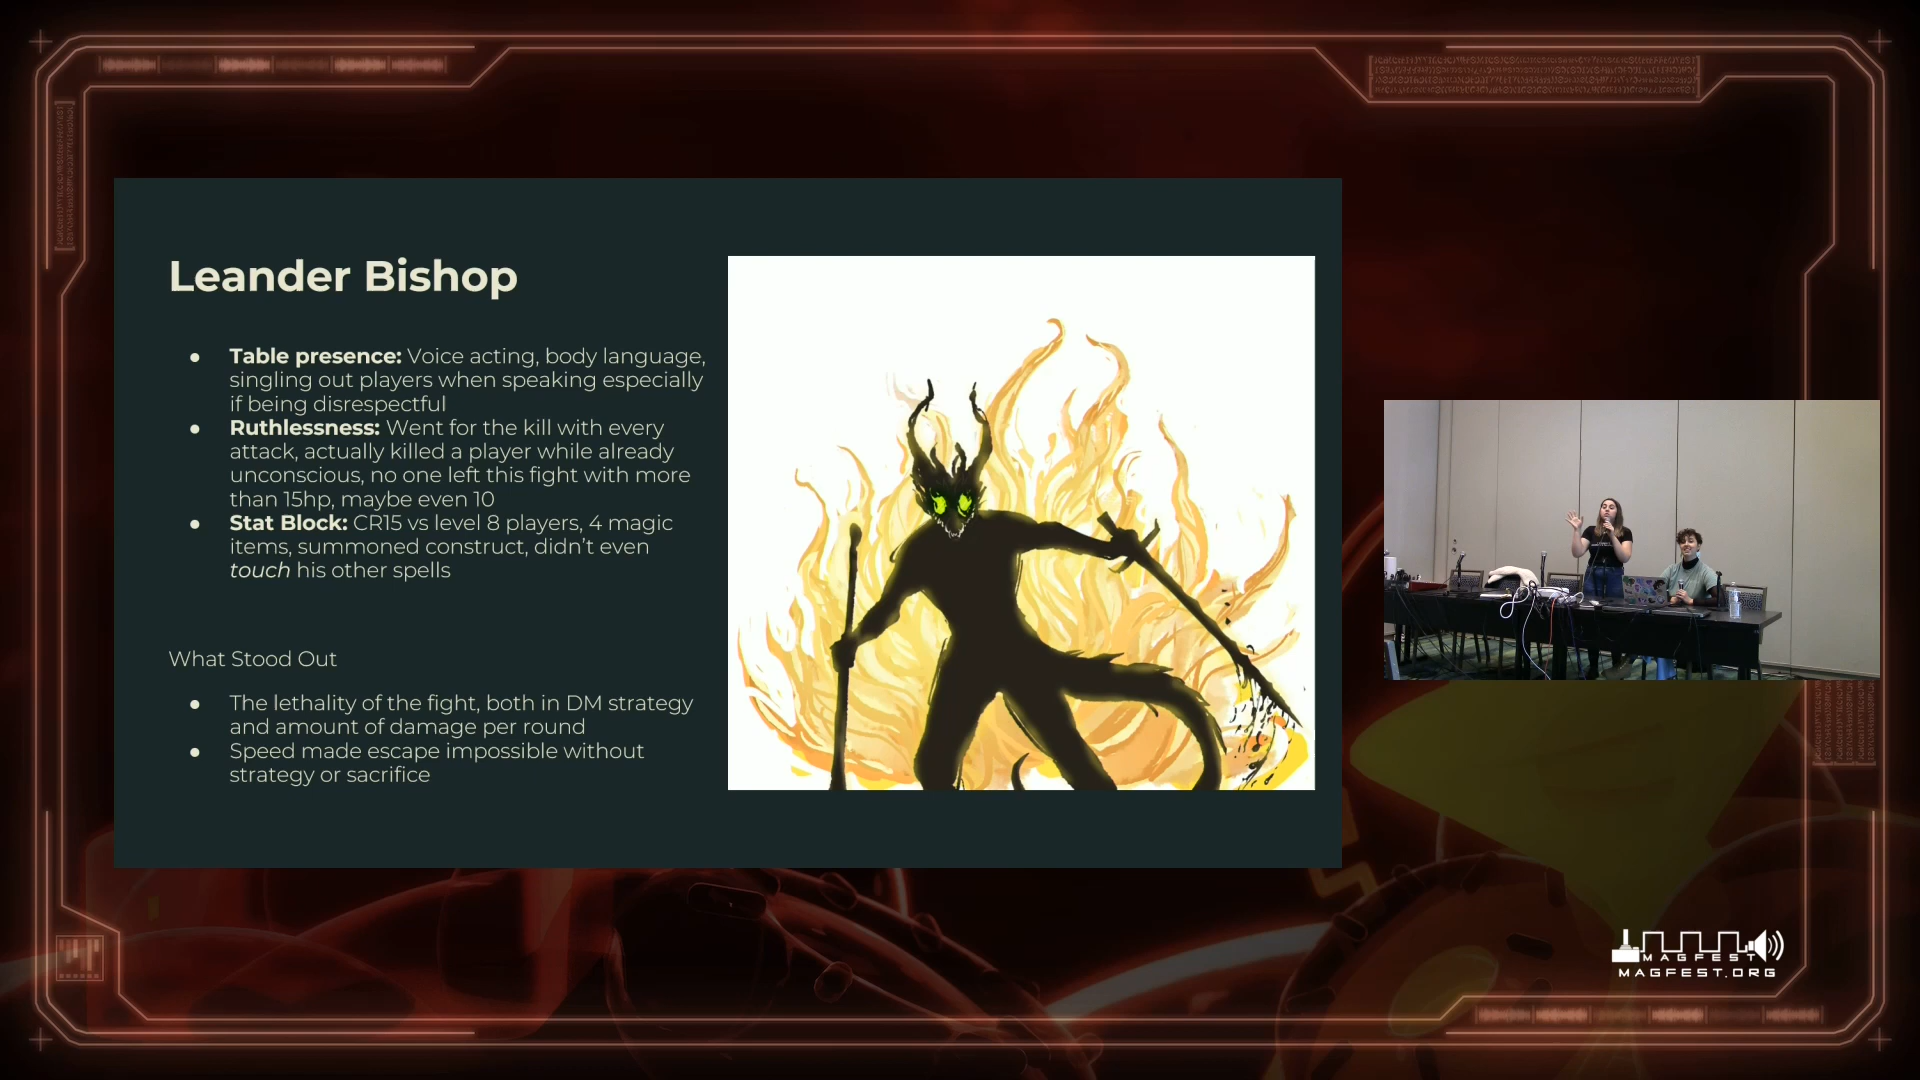 Leander Bishop
● Table presence: Voice acting, body language,
singling out players when speaking especially
if being disrespectful
● Ruthlessness: Went for the kill with every
attack, actually killed a player while already
unconscious, no one left this fight with more
than 15hp, maybe even 10
● Stat Block: CR15 vs level 8 players, 4 magic
items, summoned construct, didn’t even
touch his other spells
What Stood Out
● The lethality of the fight, both in DM strategy
and amount of damage per round
● Speed made escape impossible without
strategy or sacrifice
MAGFEST
MAGFEST.ORG